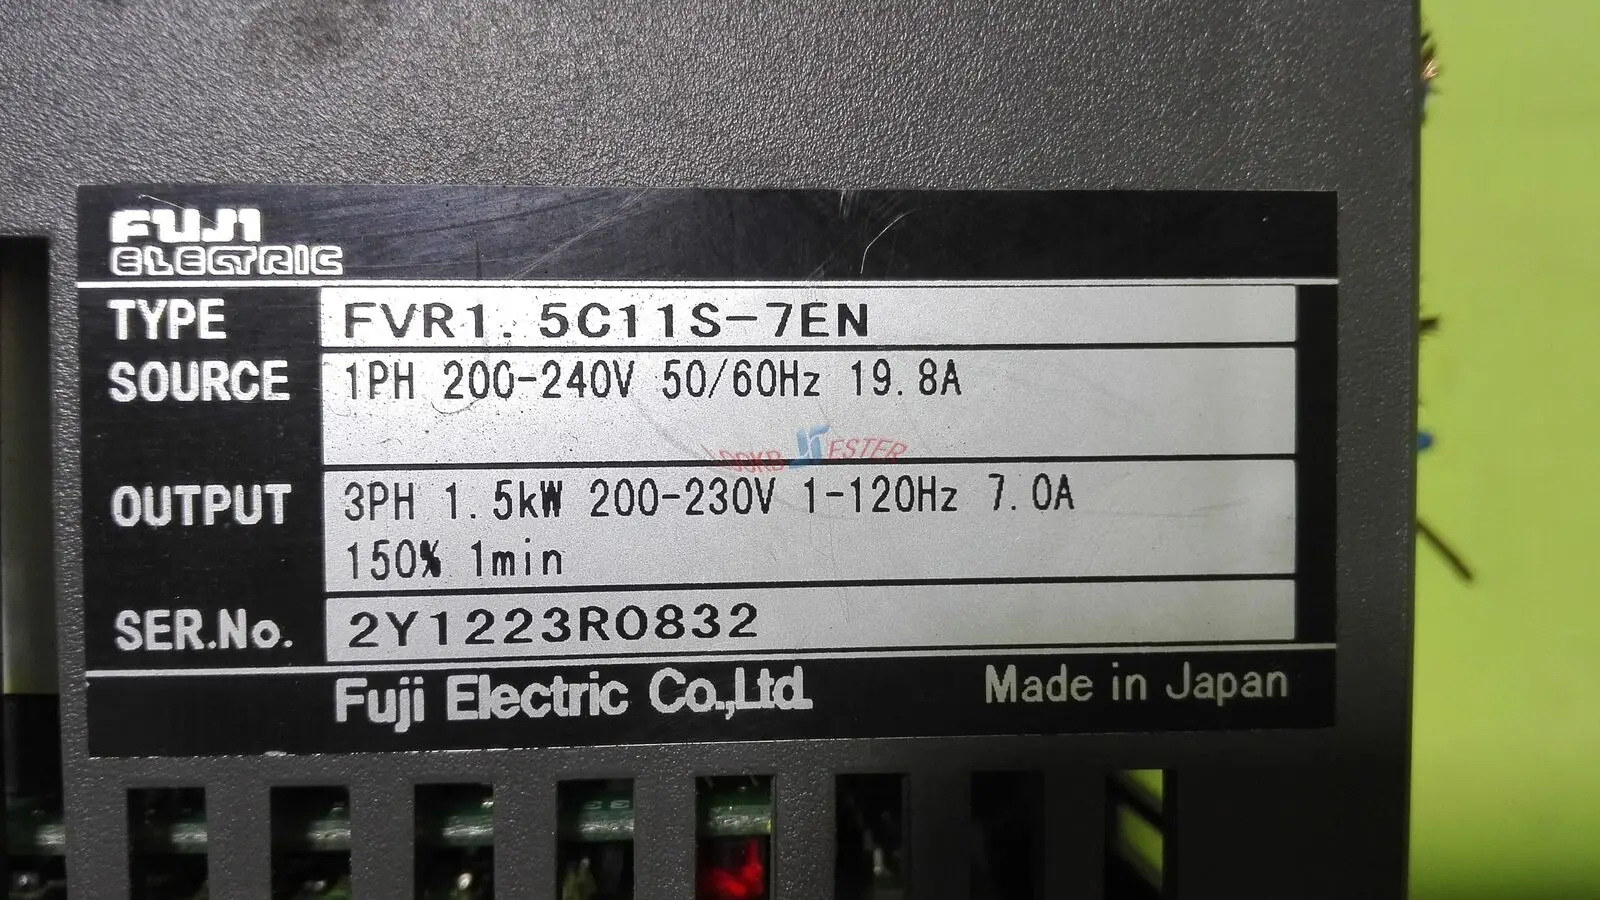 FUJI
ELECTRIC
TYPE FVR1.5C11S-7EN
SOURCE 1PH 200-240V 50/60Hz 19.8A
OUTPUT 3PH 1.5kW 200-230V 1-120Hz 7.0A
150% 1min
SER.No. 2Y1223R0832
Fuji Electric Co.,Ltd. Made in Japan